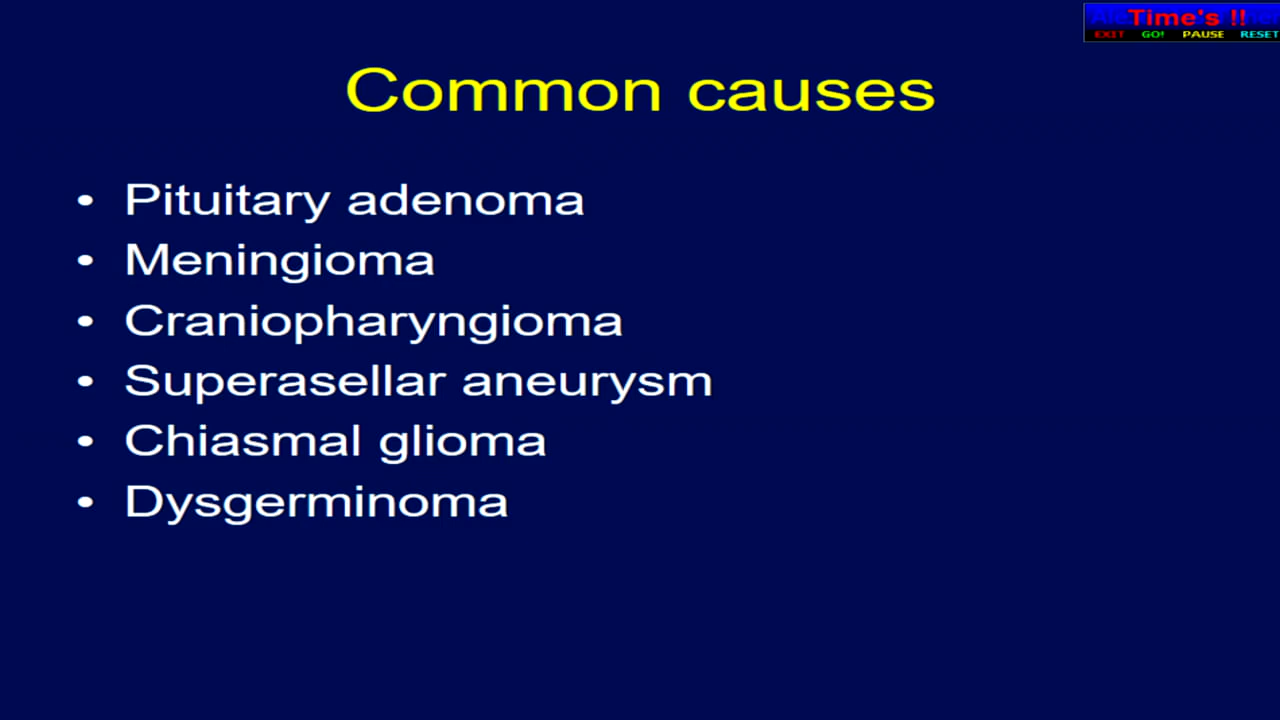 Time's !!
EXIT GO! PAUSE RESET
Common causes
• Pituitary adenoma
• Meningioma
• Craniopharyngioma
• Superasellar aneurysm
• Chiasmal glioma
• Dysgerminoma